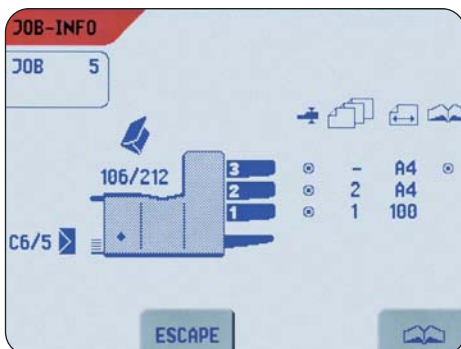 JOB-INFO
JOB 5
106/212
3 - A4
2 2 A4
1 1 100
C6/5
ESCAPE